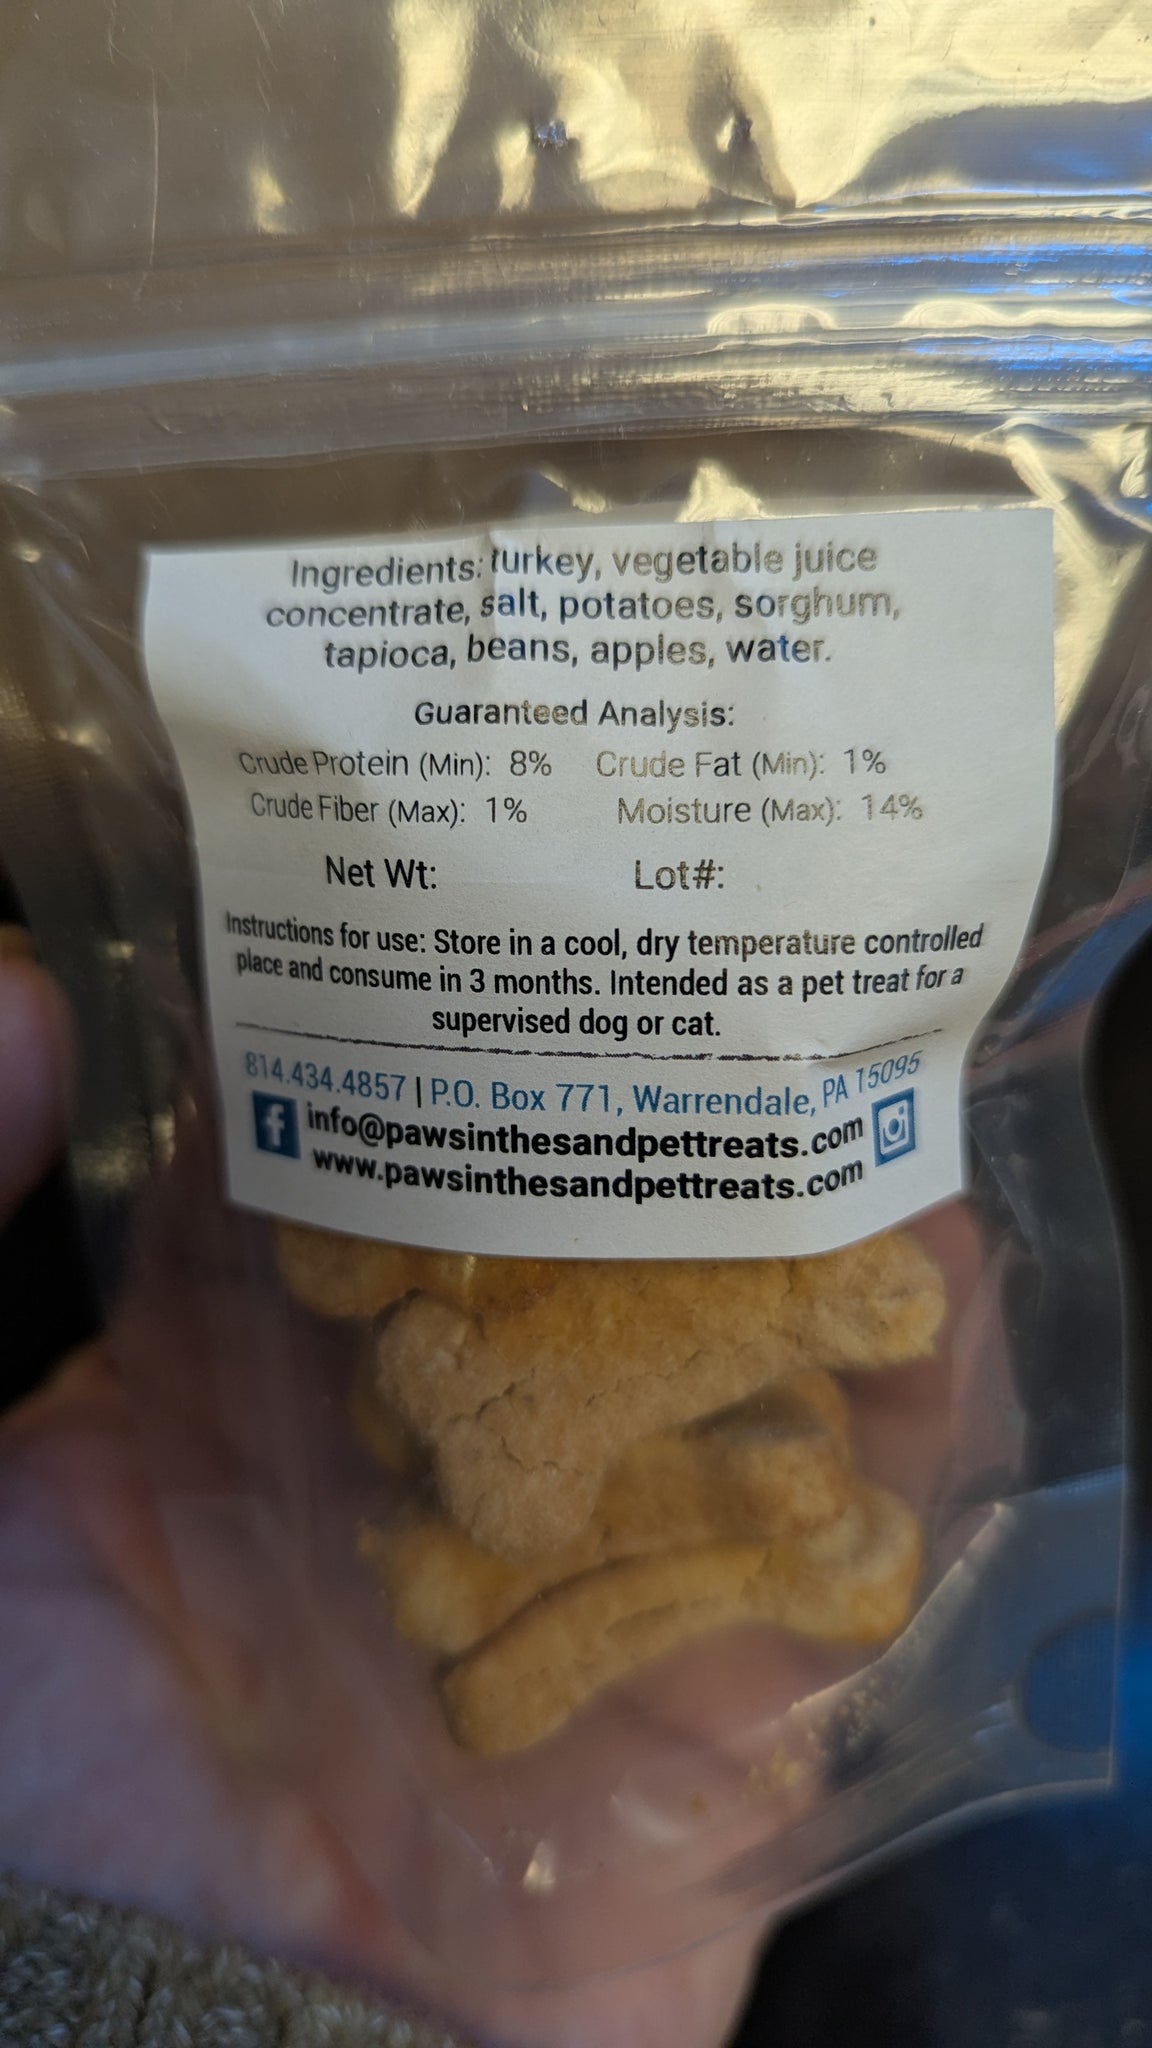 Ingredients: turkey, vegetable juice
concentrate, salt, potatoes, sorghum,
tapioca, beans, apples, water.
Guaranteed Analysis:
Crude Protein (Min): 8% Crude Fat (Min): 1%
Crude Fiber (Max): 1% Moisture (Max): 14%
Net Wt: Lot#:
Instructions for use: Store in a cool, dry temperature controlled
place and consume in 3 months. Intended as a pet treat for a
supervised dog or cat.
814.434.4857 | P.O. Box 771, Warrendale, PA 15095
info@pawsinthesandpettreats.com
www.pawsinthesandpettreats.com